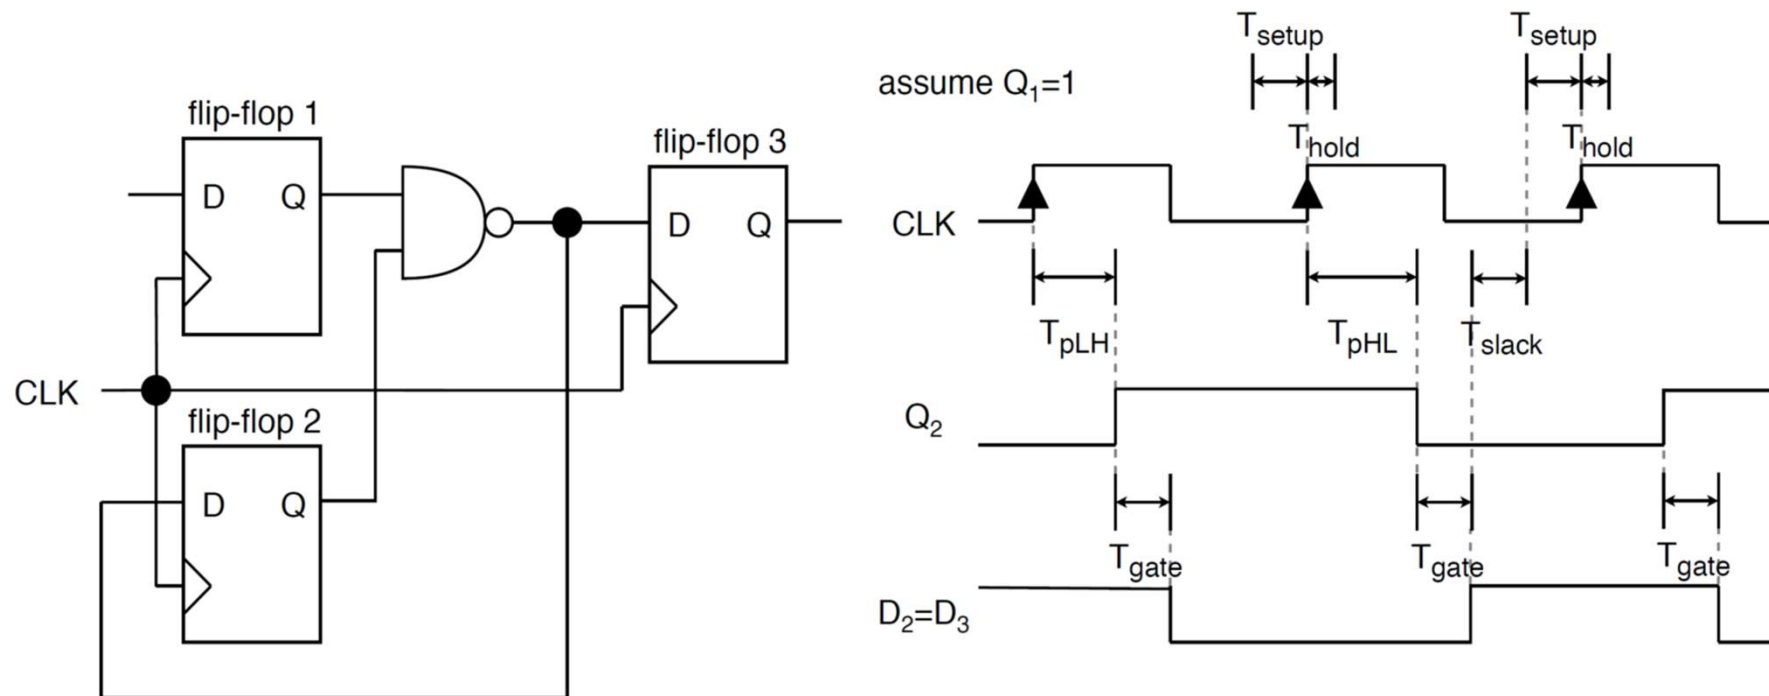 flip-flop 1
D Q
flip-flop 3
D Q
CLK
flip-flop 2
D Q
assume Q1=1
Tsetup Tsetup
Thold Thold
CLK
TpLH TpHL Tslack
Q2
Tgate Tgate Tgate
D2=D3